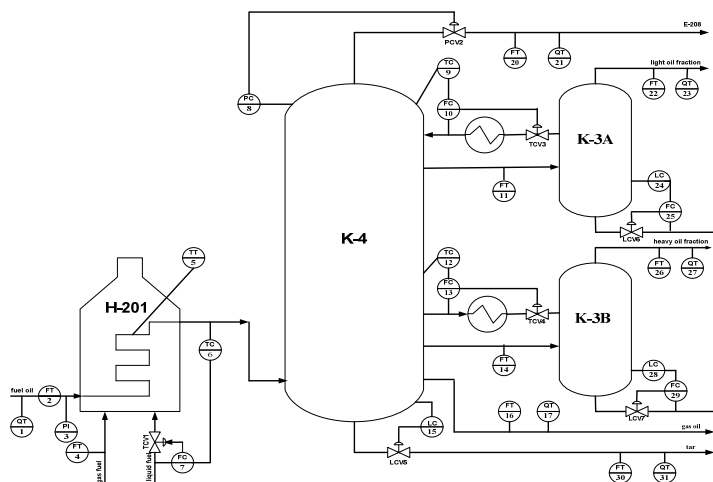 E-208
PCV2
FT
20
QT
21
TC
9
PC
8
FC
10
TCV3
light oil fraction
FT
22
QT
23
K-3A
FT
11
LC
24
FC
25
LCV6
K-4
heavy oil fraction
FT
26
QT
27
TC
12
FC
13
TCV4
K-3B
FT
14
LC
28
FC
29
LCV7
TT
5
H-201
TC
6
fuel oil
FT
2
QT
1
PI
3
FT
4
gas fuel
TCV1
liquid fuel
FC
7
LC
15
LCV5
FT
16
QT
17
gas oil
tar
FT
30
QT
31